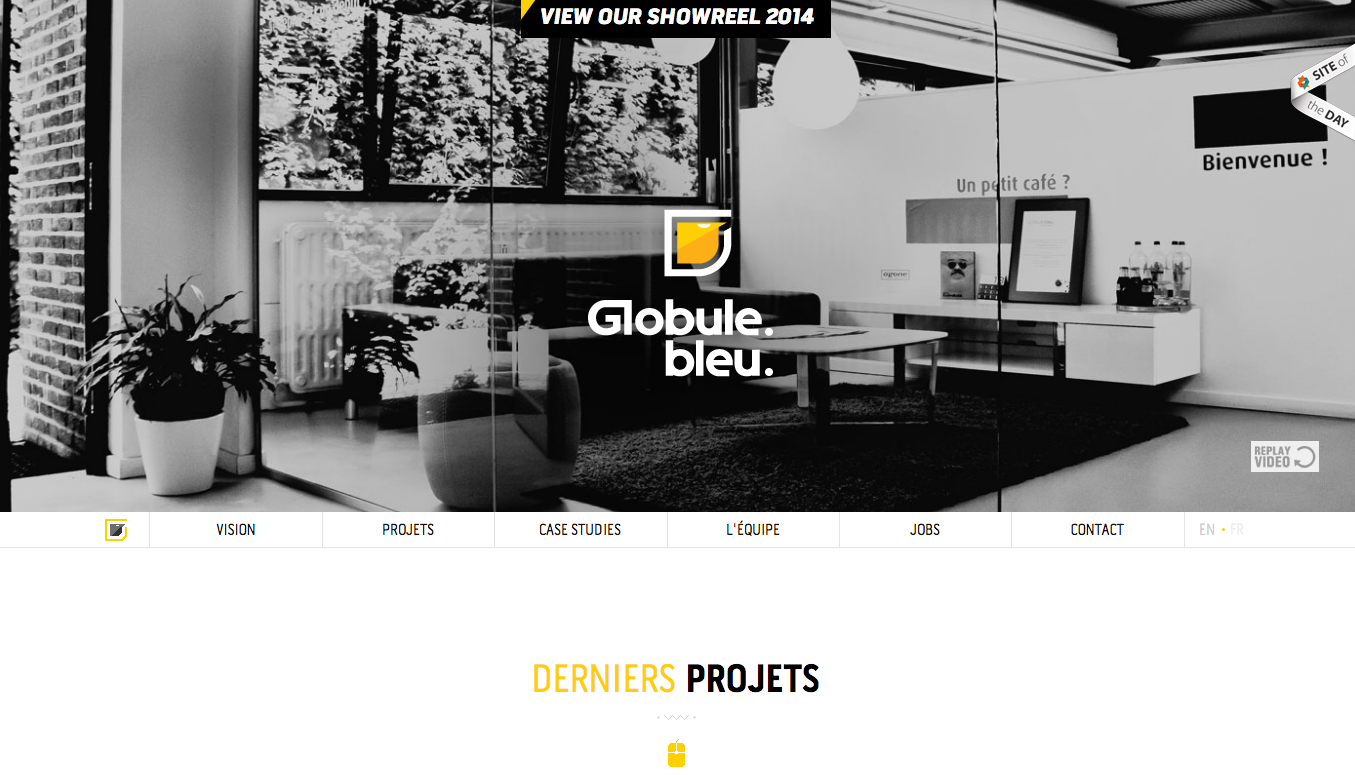 VIEW OUR SHOWREEL 2014
SITE of
the DAY
Bienvenue !
Un petit café ?
Globule.
bleu.
REPLAY
VIDEO
VISION
PROJETS
CASE STUDIES
L'ÉQUIPE
JOBS
CONTACT
EN • FR
DERNIERS PROJETS